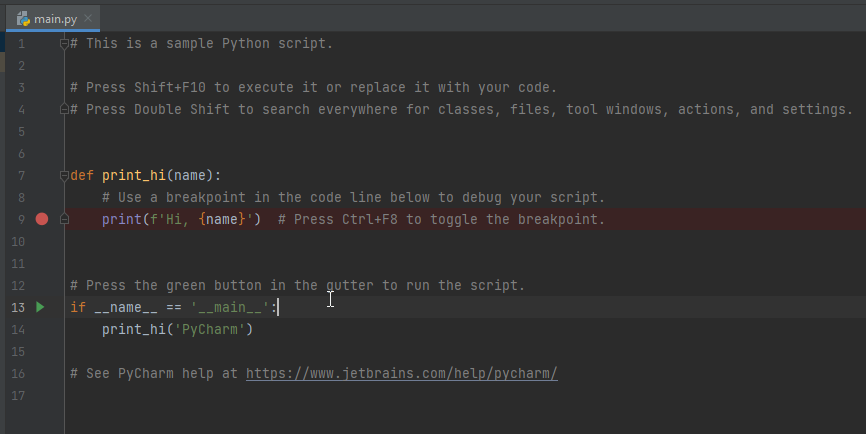 main.py
1 # This is a sample Python script.
2
3 # Press Shift+F10 to execute it or replace it with your code.
4 # Press Double Shift to search everywhere for classes, files, tool windows, actions, and settings.
5
6
7 def print_hi(name):
8     # Use a breakpoint in the code line below to debug your script.
9     print(f'Hi, {name}')  # Press Ctrl+F8 to toggle the breakpoint.
10
11
12 # Press the green button in the gutter to run the script.
13 if __name__ == '__main__':
14     print_hi('PyCharm')
15
16 # See PyCharm help at https://www.jetbrains.com/help/pycharm/
17